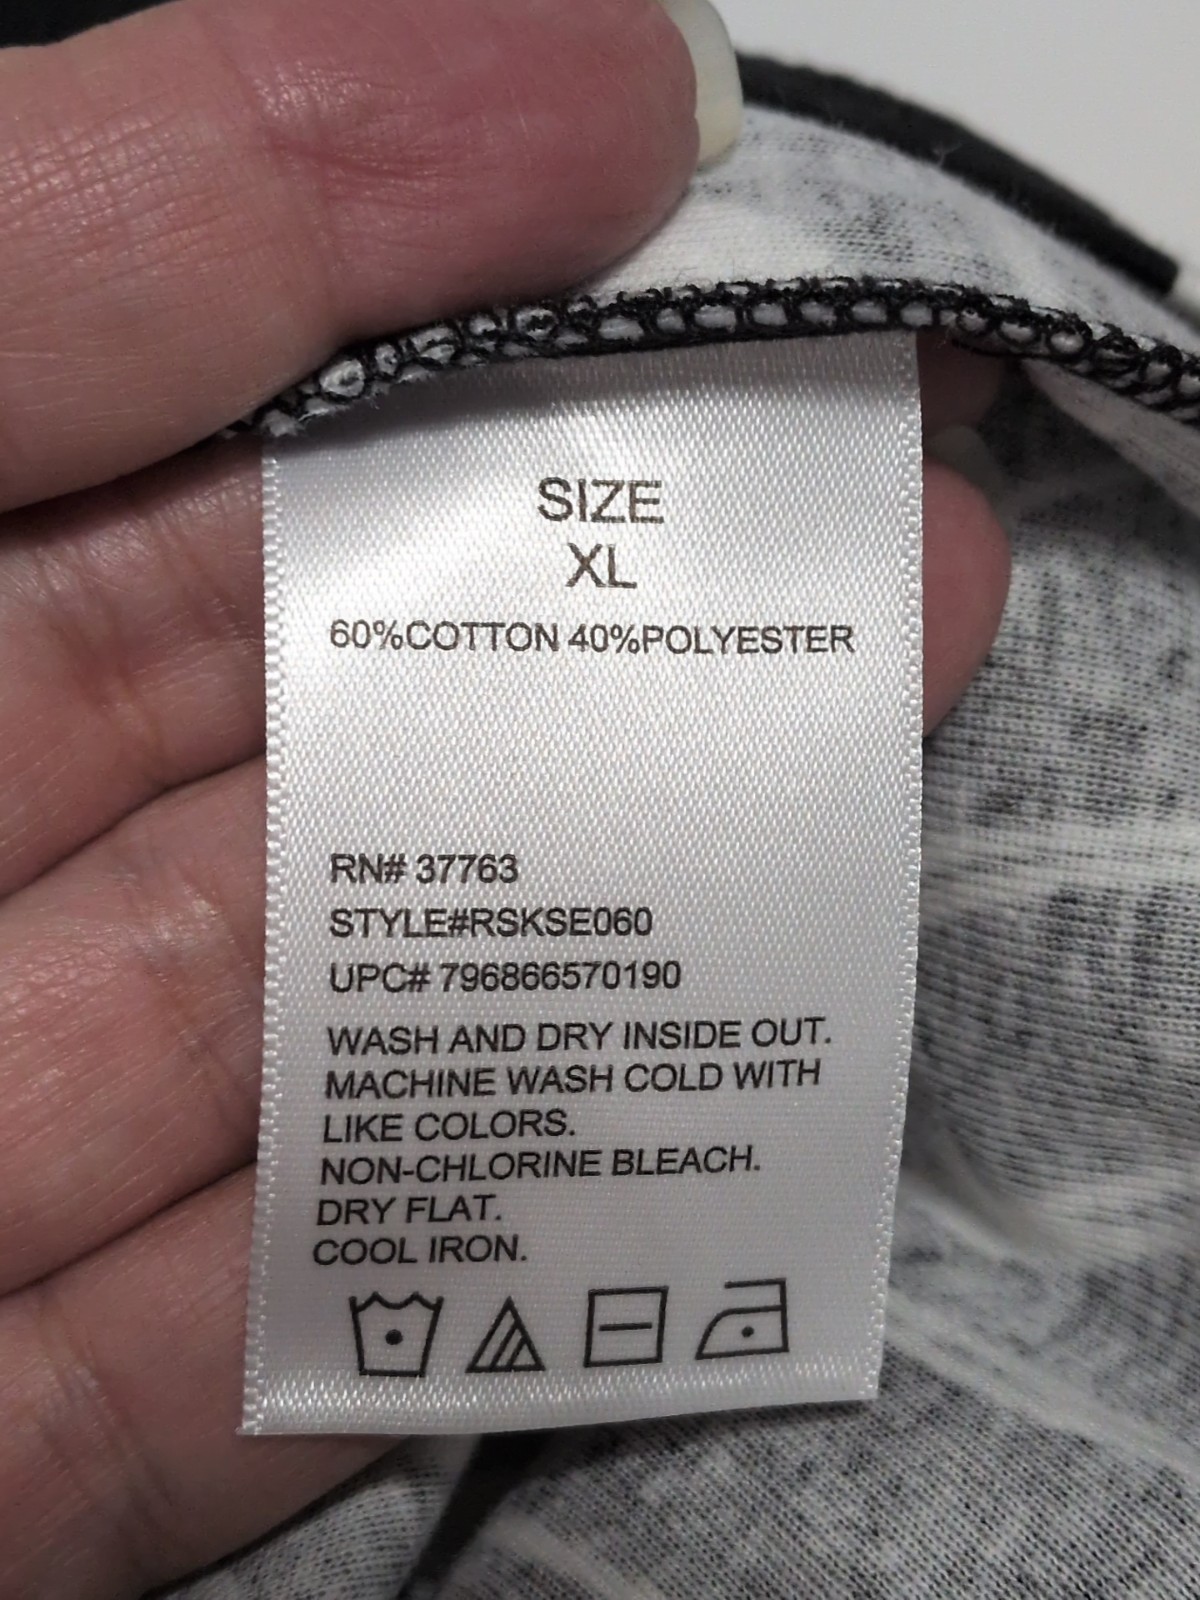 SIZE
XL
60%COTTON 40%POLYESTER
RN# 37763
STYLE#RSKSE060
UPC# 796866570190
WASH AND DRY INSIDE OUT.
MACHINE WASH COLD WITH
LIKE COLORS.
NON-CHLORINE BLEACH.
DRY FLAT.
COOL IRON.